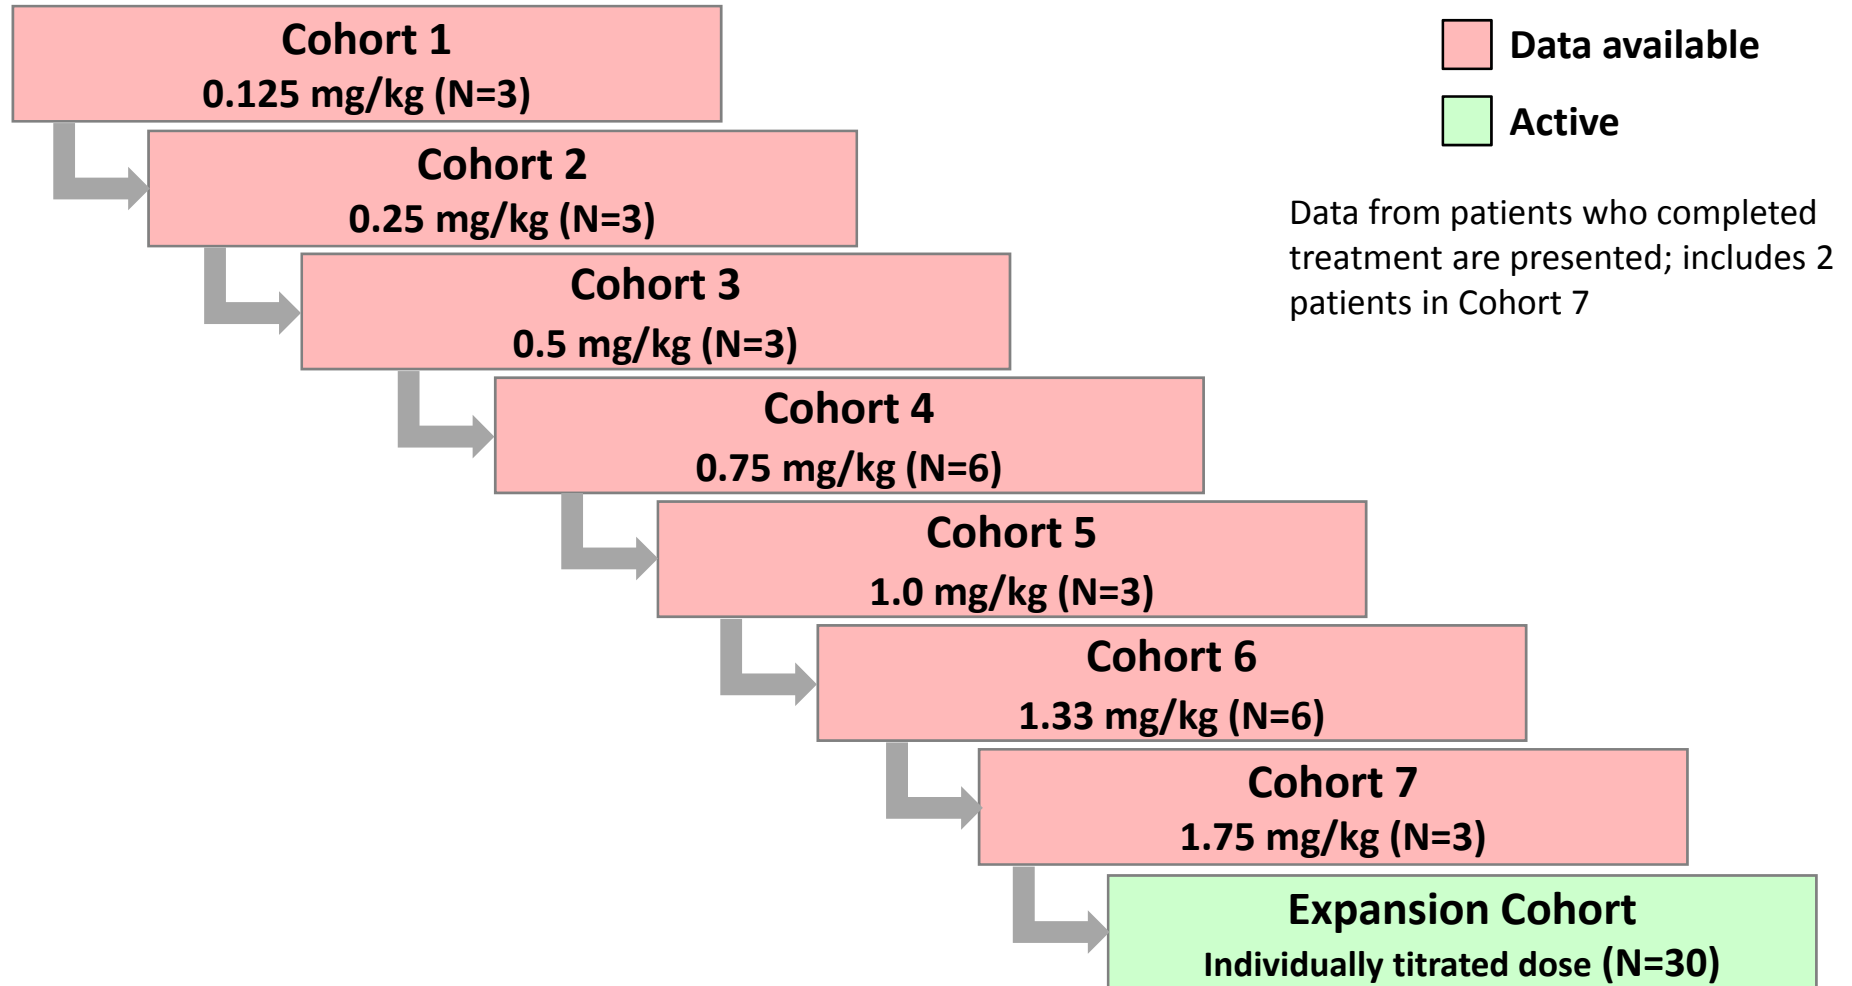 Cohort 1
0.125 mg/kg (N=3)
Cohort 2
0.25 mg/kg (N=3)
Cohort 3
0.5 mg/kg (N=3)
Cohort 4
0.75 mg/kg (N=6)
Cohort 5
1.0 mg/kg (N=3)
Cohort 6
1.33 mg/kg (N=6)
Cohort 7
1.75 mg/kg (N=3)
Expansion Cohort
Individually titrated dose (N=30)
Data available
Active
Data from patients who completed
treatment are presented; includes 2
patients in Cohort 7